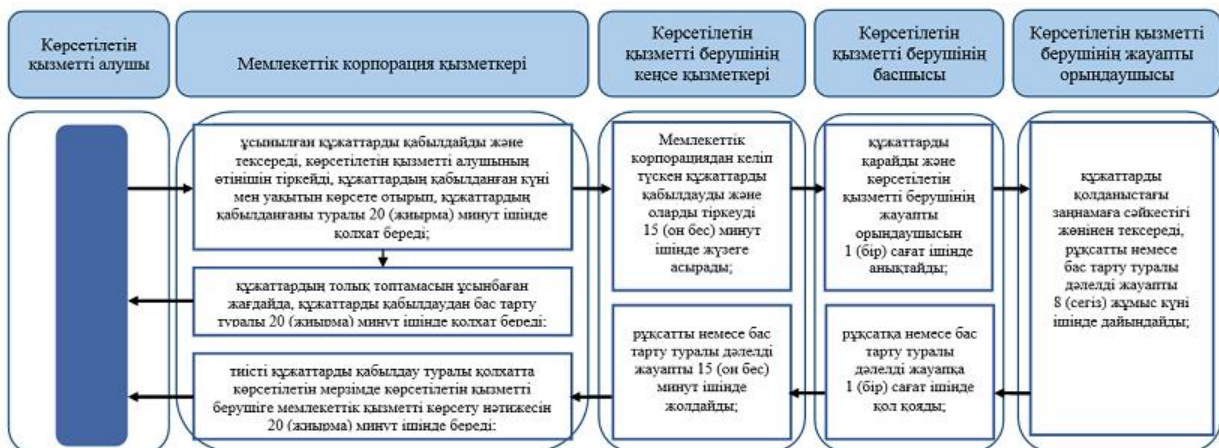 Көрсетілетін
қызметті алушы
Мемлекеттік корпорация қызметкері
Көрсетілетін
қызметті берушінің
кеңсе қызметкері
Көрсетілетін
қызметті берушінің
басшысы
Көрсетілетін қызметті
берушінің жауапты
орындаушысы
ұсынылған құжаттарды қабылдайды және
тексереді, көрсетілетін қызметті алушының
өтінішін тіркейді, құжаттардың қабылданған күні
мен уақытын көрсете отырып, құжаттардың
қабылданғаны туралы 20 (жиырма) минут ішінде
қолхат береді;
құжаттардың толық топтамасын ұсынбаған
жағдайда, құжаттарды қабылдаудан бас тарту
туралы 20 (жиырма) минут ішінде қолхат береді;
тиісті құжаттарды қабылдау туралы қолхатта
көрсетілетін мерзімде көрсетілетін қызметті
берушіге мемлекеттік қызметті көрсету нәтижесін
20 (жиырма) минут ішінде береді;
Мемлекеттік
корпорациядан келіп
түскен құжаттарды
қабылдауды және
оларды тіркеуді
15 (он бес) минут
ішінде жүзеге
асырады;
рұқсатты немесе бас
тарту туралы дәлелді
жауапты 15 (он бес)
минут ішінде
жолдайды;
құжаттарды
қарайды және
көрсетілетін
қызметті берушінің
жауапты
орындаушысын
1 (бір) сағат ішінде
анықтайды;
рұқсатқа немесе бас
тарту туралы
дәлелді жауапқа
1 (бір) сағат ішінде
қол қояды;
құжаттарды
қолданыстағы
заңнамаға сәйкестігі
жөнінен тексереді,
рұқсатты немесе
бас тарту туралы
дәлелді жауапты
8 (сегіз) жұмыс күні
ішінде дайындайды;